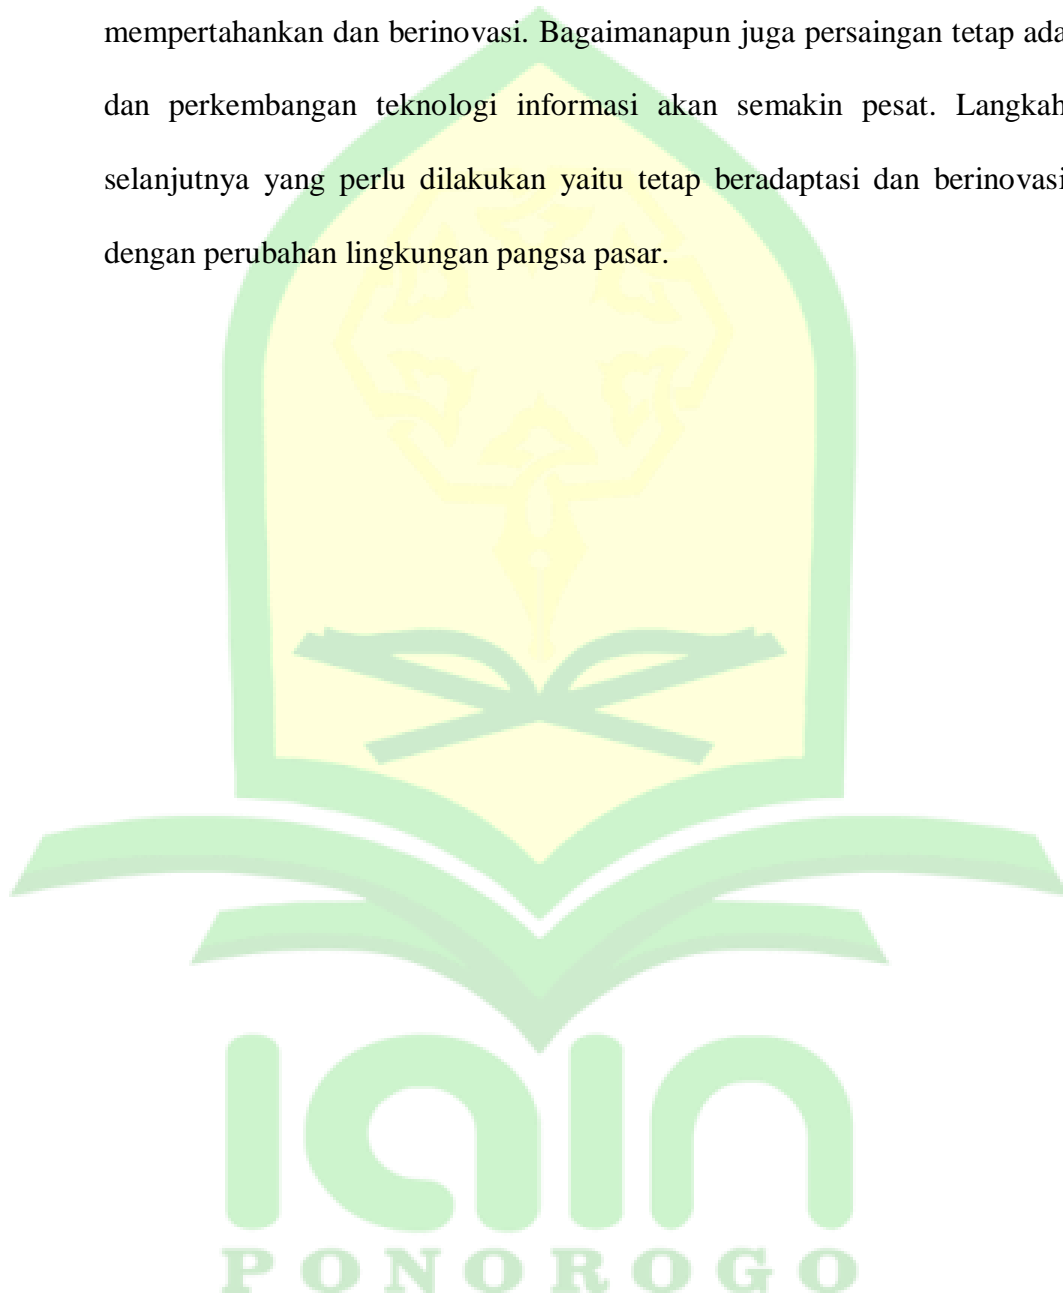 mempertahankan dan berinovasi. Bagaimanapun juga persaingan tetap ada
dan perkembangan teknologi informasi akan semakin pesat. Langkah
selanjutnya yang perlu dilakukan yaitu tetap beradaptasi dan berinovasi
dengan perubahan lingkungan pangsa pasar.
iain
PONOROGO